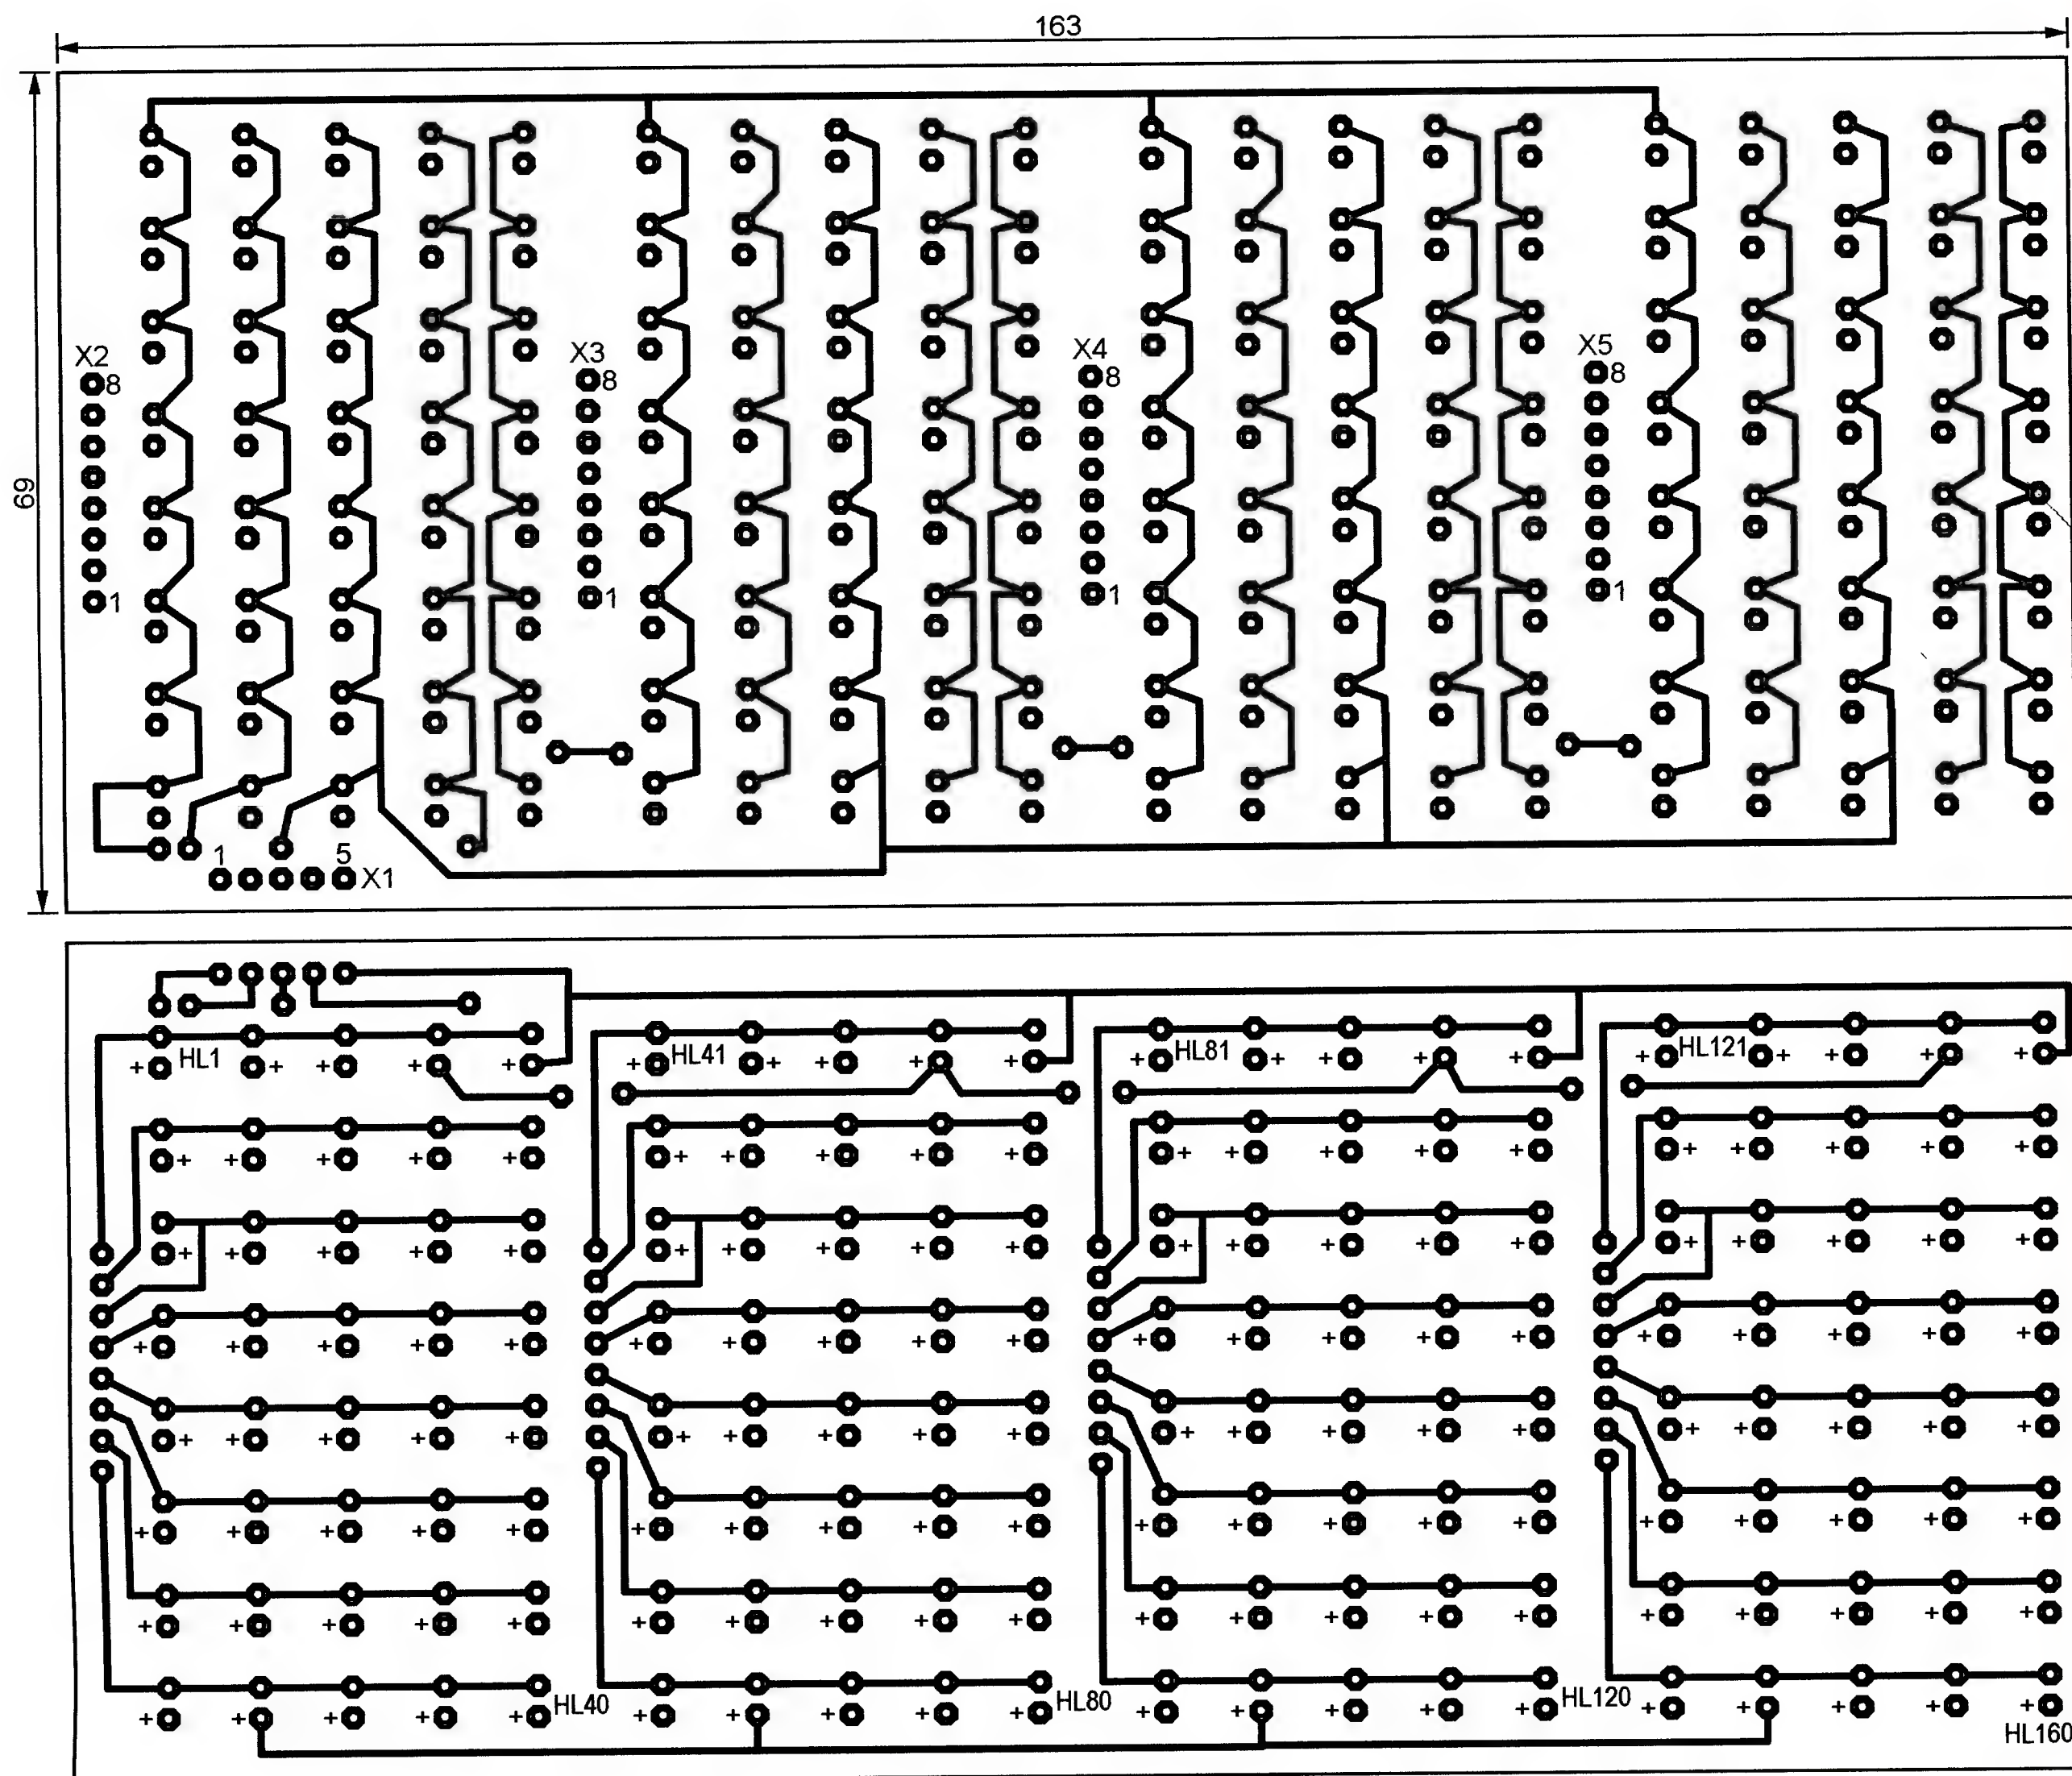 163
69
X2 X3 X4 X5
8 8 8 8
1 1 1 1
1 5
X1
HL1 HL41 HL81 HL121
+ + + + + + + + + + + + + + + + + + + +
+ + + + + + + + + + + + + + + + + + + +
+ + + + + + + + + + + + + + + + + + + +
+ + + + + + + + + + + + + + + + + + + +
+ + + + + + + + + + + + + + + + + + + +
+ + + + + + + + + + + + + + + + + + + +
+ + + + + + + + + + + + + + + + + + + +
+ + + + + + + + + + + + + + + + + + + +
HL40 HL80 HL120 HL160